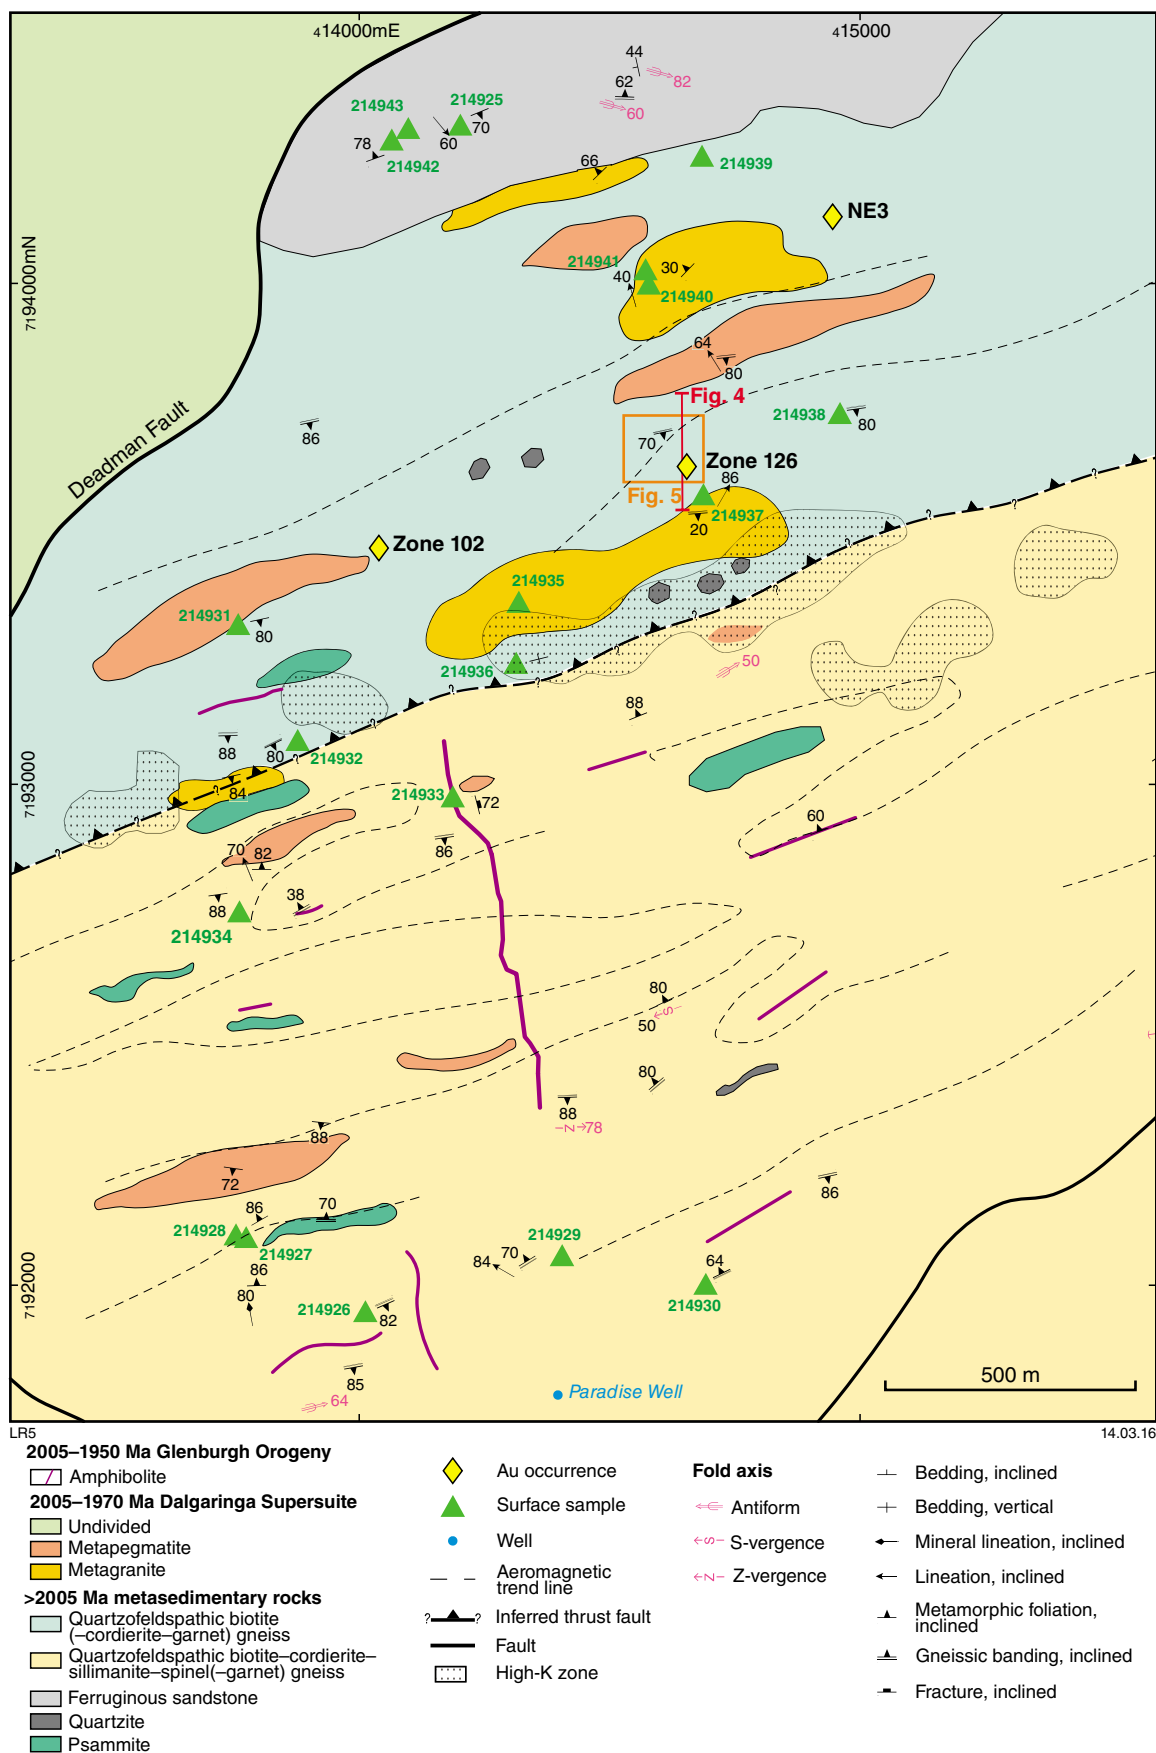 414000mE
415000
44
82
62
60
214943
214925
70
60
78
214942
66
214939
NE3
214941
30
40
214940
7194000mN
64
80
Fig. 4
214938
80
Deadman Fault
86
70
Zone 126
86
Fig. 5
214937
20
Zone 102
214935
214931
80
214936
50
88
88
80
214932
84
7193000
214933
72
60
86
70
82
38
88
214934
80
S
50
80
88
Z
78
88
72
86
86
70
214928
214927
214929
84
70
64
86
80
214930
214926
82
7192000
85
64
Paradise Well
500 m
? ? ? ? ? ? ? ? ? ?
LR5
14.03.16
2005–1950 Ma Glenburgh Orogeny
Amphibolite
2005–1970 Ma Dalgaringa Supersuite
Undivided
Metapegmatite
Metagranite
>2005 Ma metasedimentary rocks
Quartzofeldspathic biotite
(–cordierite–garnet) gneiss
Quartzofeldspathic biotite–cordierite–
sillimanite–spinel(–garnet) gneiss
Ferruginous sandstone
Quartzite
Psammite
Au occurrence
Surface sample
Well
Aeromagnetic
trend line
? ? Inferred thrust fault
Fault
High-K zone
Fold axis
Antiform
S S-vergence
Z Z-vergence
Bedding, inclined
Bedding, vertical
Mineral lineation, inclined
Lineation, inclined
Metamorphic foliation,
inclined
Gneissic banding, inclined
Fracture, inclined